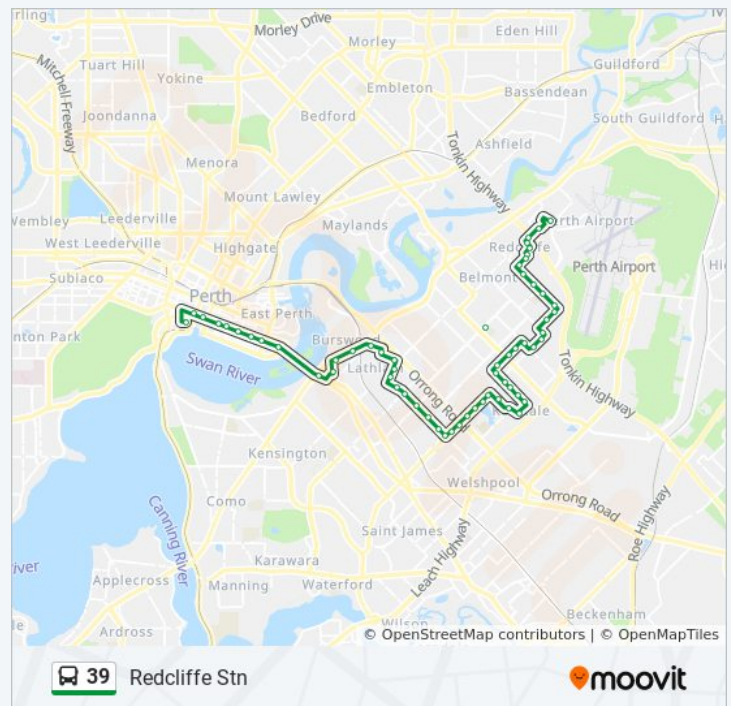 Morley Drive
Eden Hill
Morley
Guildford
Tuart Hill
Yokine
Embleton
Bassendean
Mitchell Freeway
Joondanna
Bedford
South Guildford
Tonkin Highway
Ashfield
Menora
Mount Lawley
Wembley
Leederville
Maylands
Perth Airport
West Leederville
Highgate
Redcliffe
Subiaco
Belmont
Perth Airport
Perth
East Perth
Burswood
Swan River
Lathlain
Orrong Road
Tonkin Highway
Kensington
Welshpool
Como
Orrong Road
Canning River
Saint James
Leach Highway
Roe Highway
Karawara
Applecross
Manning
Waterford
Beckenham
Ardross
Wilson
© OpenStreetMap contributors | © OpenMapTiles
39 Redcliffe Stn
moovit